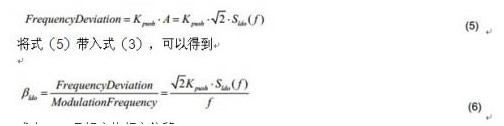 FrequencyDeviation = K_push · A = K_push · √2 · S_ldo(f) (5)
将式（5）带入式（3），可以得到
β_ldo = FrequencyDeviation / ModulationFrequency = √2K_push · S_ldo(f) / f (6)